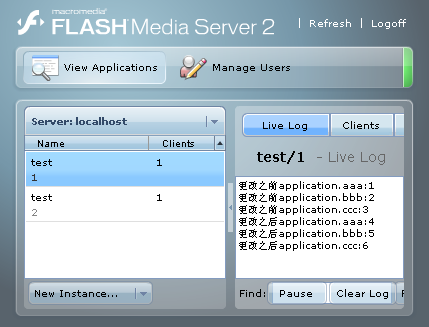 macromedia®
FLASH Media Server 2
Refresh | Logoff
View Applications
Manage Users
Server: localhost
Name Clients
test 1
1
test 1
2
New Instance...
Live Log Clients
test/1 - Live Log
更改之前application.aaa:1
更改之前application.bbb:2
更改之前application.ccc:3
更改之后application.aaa:4
更改之后application.bbb:5
更改之后application.ccc:6
Find: Pause Clear Log